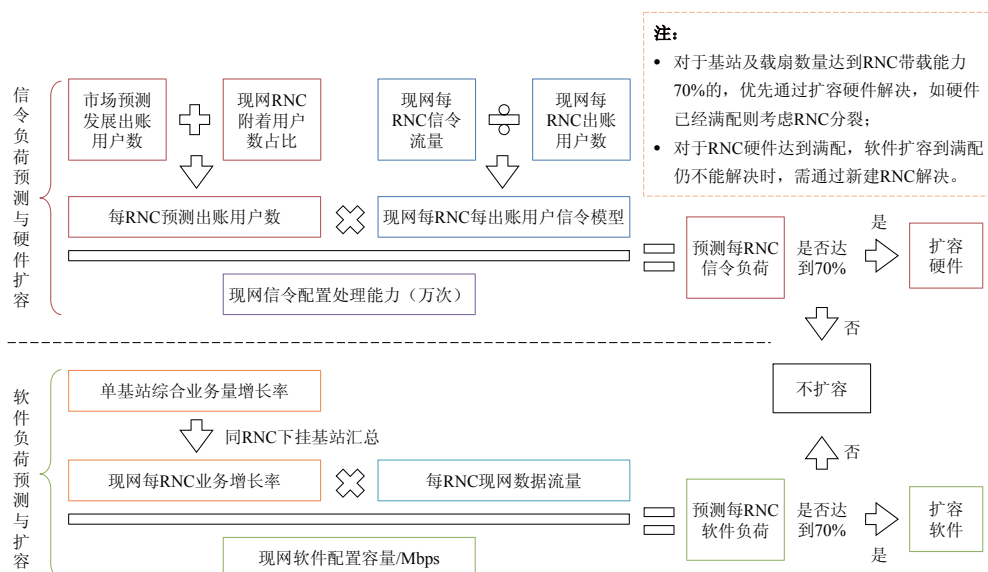 注：
• 对于基站及载扇数量达到RNC带载能力
70%的，优先通过扩容硬件解决，如硬件
已经满配则考虑RNC分裂；
• 对于RNC硬件达到满配，软件扩容到满配
仍不能解决时，需通过新建RNC解决。
信令负荷预测与硬件扩容
市场预测
发展出账
用户数
现网RNC
附着用户
数占比
现网每
RNC信令
流量
现网每
RNC出账
用户数
每RNC预测出账用户数
现网每RNC每出账用户信令模型
现网信令配置处理能力（万次）
预测每RNC
信令负荷
是否达
到70%
是
扩容
硬件
否
不扩容
软件负荷预测与扩容
单基站综合业务量增长率
同RNC下挂基站汇总
现网每RNC业务增长率
每RNC现网数据流量
现网软件配置容量/Mbps
预测每RNC
软件负荷
是否达
到70%
否
是
扩容
软件